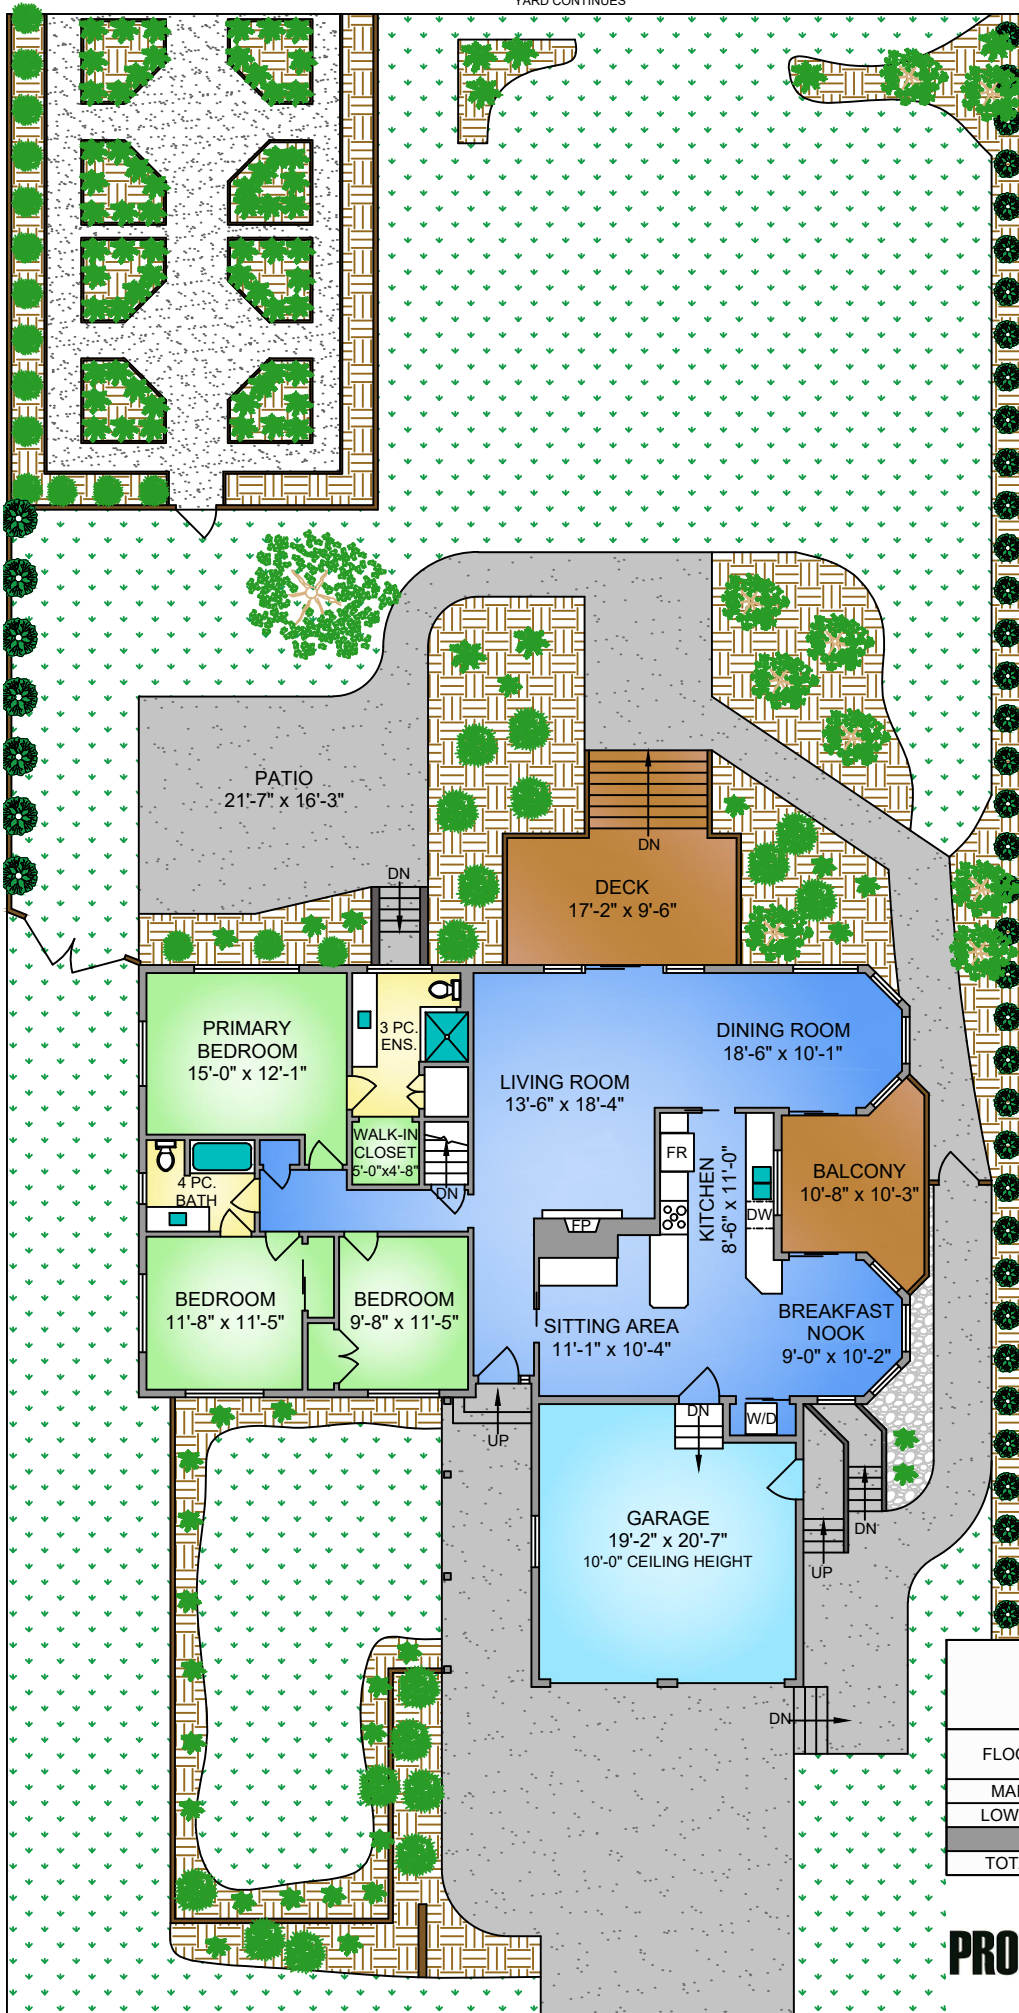 YARD CONTINUES
PATIO
21'-7" x 16'-3"
DN
DN
DECK
17'-2" x 9'-6"
PRIMARY
BEDROOM
15'-0" x 12'-1"
3 PC.
ENS.
DINING ROOM
18'-6" x 10'-1"
LIVING ROOM
13'-6" x 18'-4"
WALK-IN
CLOSET
5'-0"x4'-8"
DN
4 PC.
BATH
FR
KITCHEN
8'-6" x 11'-0"
DW
BALCONY
10'-8" x 10'-3"
FP
BEDROOM
11'-8" x 11'-5"
BEDROOM
9'-8" x 11'-5"
SITTING AREA
11'-1" x 10'-4"
BREAKFAST
NOOK
9'-0" x 10'-2"
UP
DN
W/D
GARAGE
19'-2" x 20'-7"
10'-0" CEILING HEIGHT
DN
UP
DN
FLOO
MAI
LOW
TOTA
PRO